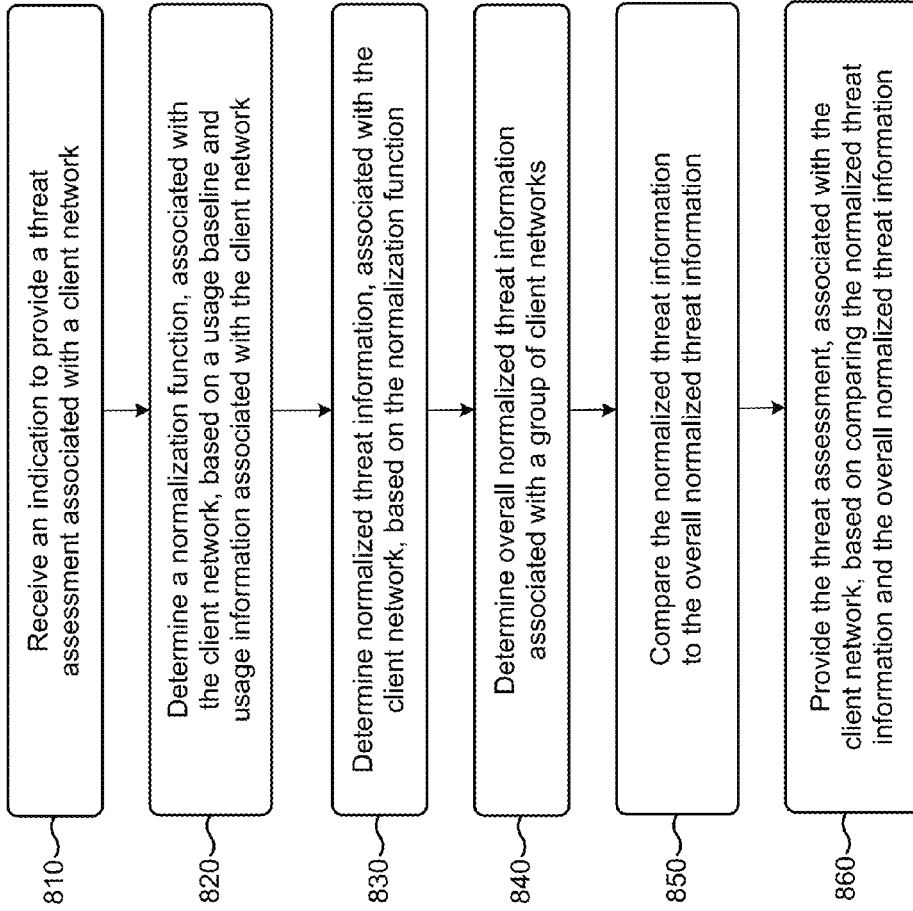 810
Receive an indication to provide a threat
assessment associated with a client network
820
Determine a normalization function, associated with
the client network, based on a usage baseline and
usage information associated with the client network
830
Determine normalized threat information, associated with the
client network, based on the normalization function
840
Determine overall normalized threat information
associated with a group of client networks
850
Compare the normalized threat information
to the overall normalized threat information
860
Provide the threat assessment, associated with the
client network, based on comparing the normalized threat
information and the overall normalized threat information